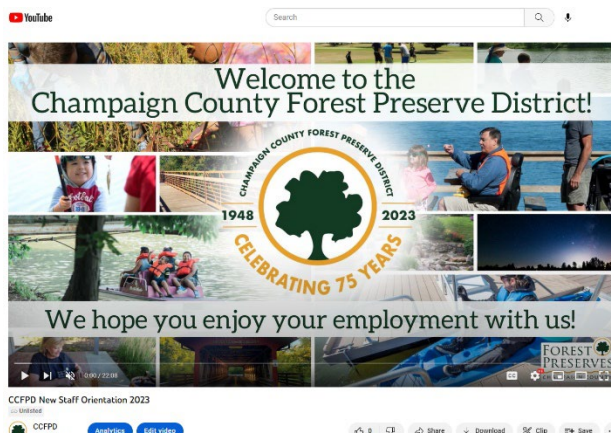 YouTube
Search
Welcome to the
Champaign County Forest Preserve District!
CHAMPAIGN COUNTY FOREST PRESERVE DISTRICT
1948
2023
CELEBRATING 75 YEARS
We hope you enjoy your employment with us!
FOREST
PRESERVES
0:00 / 22:08
CCFPD New Staff Orientation 2023
Unlisted
CCFPD
Analytics
Edit video
0
Share
Download
Clip
Save